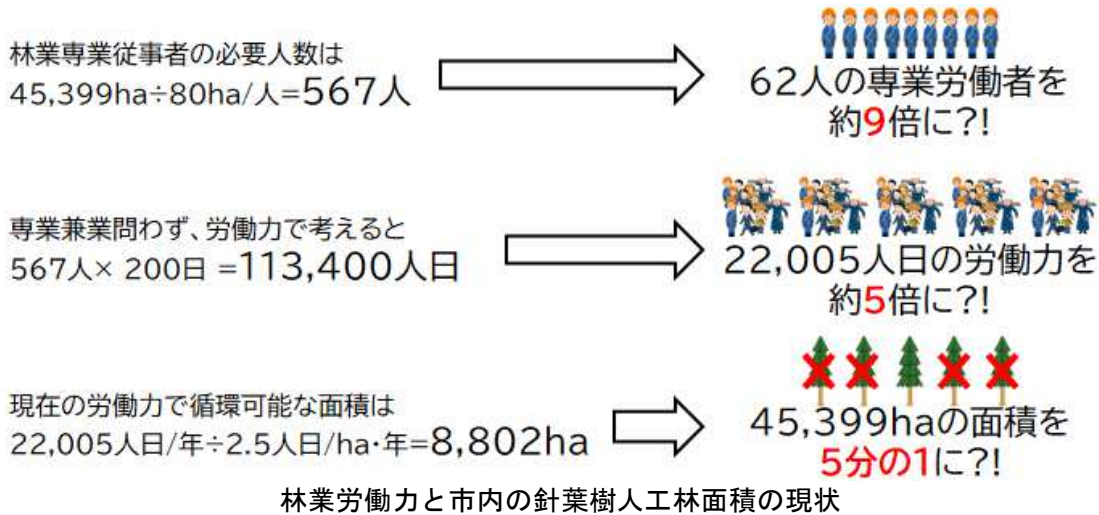 林業専業従事者の必要人数は
45,399ha÷80ha/人=567人
62人の専業労働者を
約9倍に?!
専業兼業問わず、労働力で考えると
567人× 200日 =113,400人日
22,005人日の労働力を
約5倍に?!
現在の労働力で循環可能な面積は
22,005人日/年÷2.5人日/ha・年=8,802ha
45,399haの面積を
5分の1に?!
林業労働力と市内の針葉樹人工林面積の現状